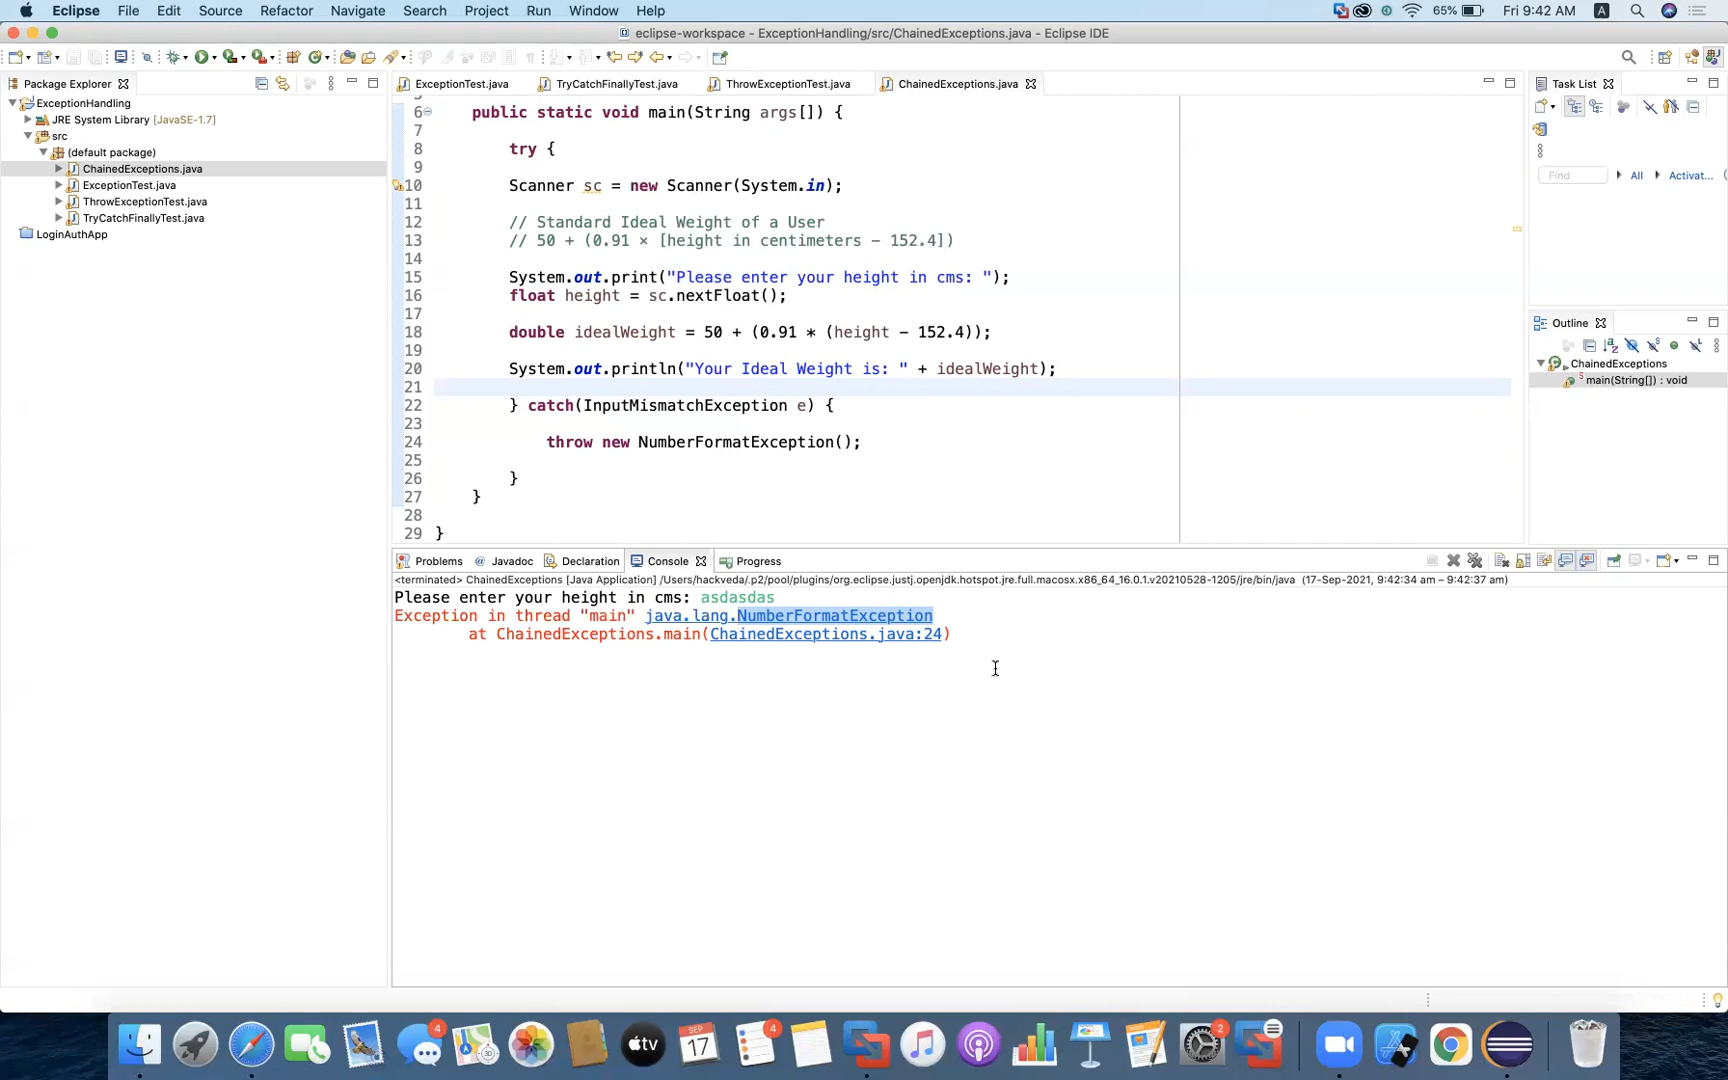 Eclipse File Edit Source Refactor Navigate Search Project Run Window Help 65% Fri 9:42 AM A
eclipse-workspace - ExceptionHandling/src/ChainedExceptions.java - Eclipse IDE
Package Explorer
ExceptionHandling
JRE System Library [JavaSE-1.7]
src
(default package)
ChainedExceptions.java
ExceptionTest.java
ThrowExceptionTest.java
TryCatchFinallyTest.java
LoginAuthApp
ExceptionTest.java TryCatchFinallyTest.java ThrowExceptionTest.java ChainedExceptions.java
6 public static void main(String args[]) {
7
8 try {
9
10 Scanner sc = new Scanner(System.in);
11
12 // Standard Ideal Weight of a User
13 // 50 + (0.91 × [height in centimeters - 152.4])
14
15 System.out.print("Please enter your height in cms: ");
16 float height = sc.nextFloat();
17
18 double idealWeight = 50 + (0.91 * (height - 152.4));
19
20 System.out.println("Your Ideal Weight is: " + idealWeight);
21
22 } catch(InputMismatchException e) {
23
24 throw new NumberFormatException();
25
26 }
27 }
28
29 }
Task List
Find All Activat...
Outline
ChainedExceptions
main(String[]) : void
Problems Javadoc Declaration Console Progress
<terminated> ChainedExceptions [Java Application] /Users/hackveda/.p2/pool/plugins/org.eclipse.justj.openjdk.hotspot.jre.full.macosx.x86_64_16.0.1.v20210528-1205/jre/bin/java (17-Sep-2021, 9:42:34 am – 9:42:37 am)
Please enter your height in cms: asdasdas
Exception in thread "main" java.lang.NumberFormatException
at ChainedExceptions.main(ChainedExceptions.java:24)
4
tv
SEP
17
4
2